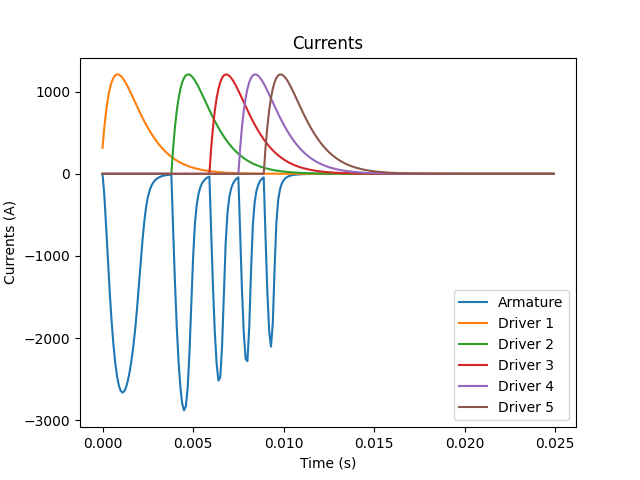 Currents
Currents (A)
1000
0
−1000
−2000
−3000
0.000
0.005
0.010
0.015
0.020
0.025
Time (s)
Armature
Driver 1
Driver 2
Driver 3
Driver 4
Driver 5